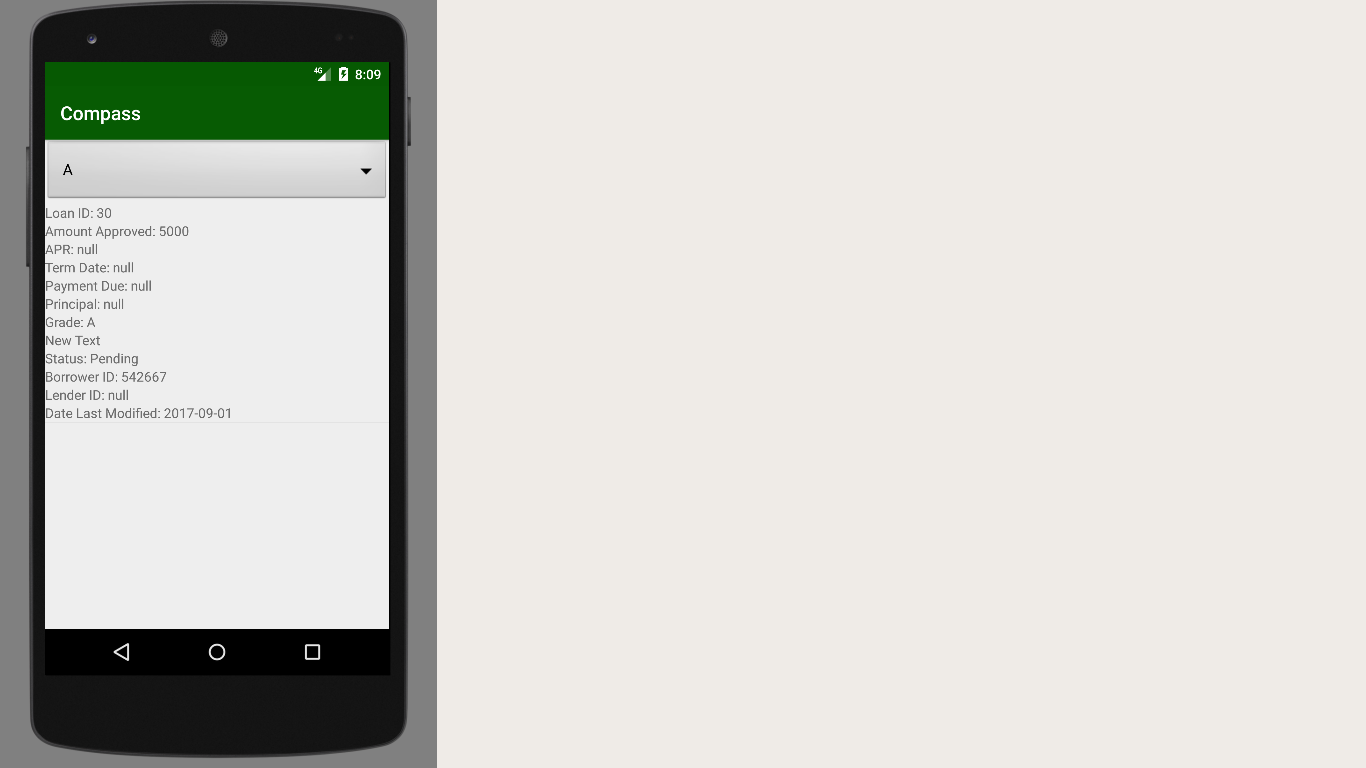 4G 8:09
Compass
A
Loan ID: 30
Amount Approved: 5000
APR: null
Term Date: null
Payment Due: null
Principal: null
Grade: A
New Text
Status: Pending
Borrower ID: 542667
Lender ID: null
Date Last Modified: 2017-09-01